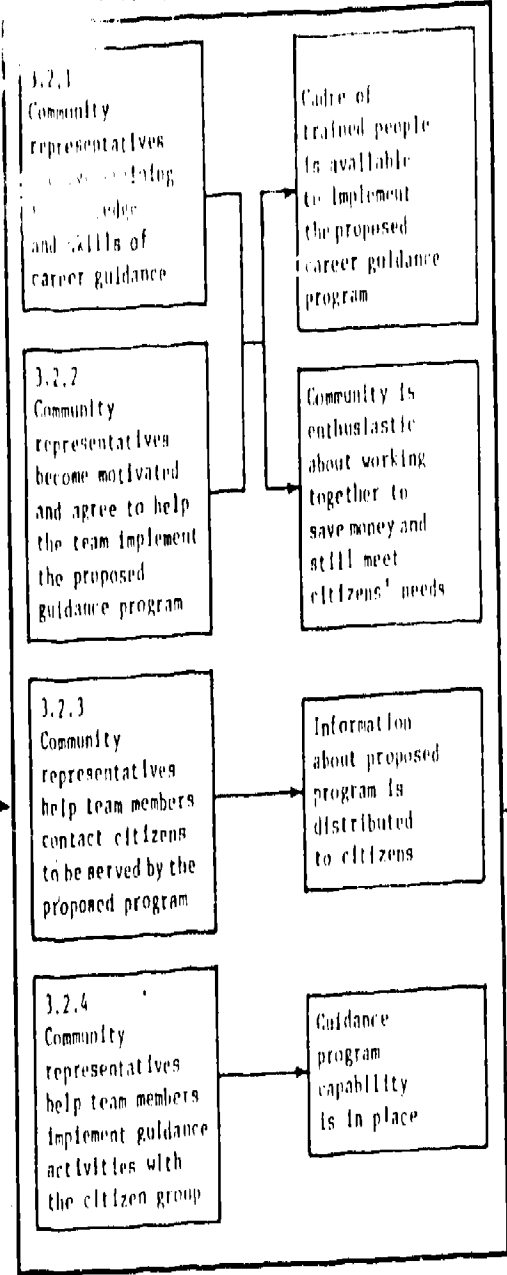 3.2.1
Community
representatives
and skills of
career guidance
Cadre of
trained people
is available
to implement
the proposed
career guidance
program
3.2.2
Community
representatives
become motivated
and agree to help
the team implement
the proposed
guidance program
Community is
enthusiastic
about working
together to
save money and
still meet
citizens' needs
3.2.3
Community
representatives
help team members
contact citizens
to be served by the
proposed program
Information
about proposed
program is
distributed
to citizens
3.2.4
Community
representatives
help team members
implement guidance
activities with
the citizen group
Guidance
program
capability
is in place